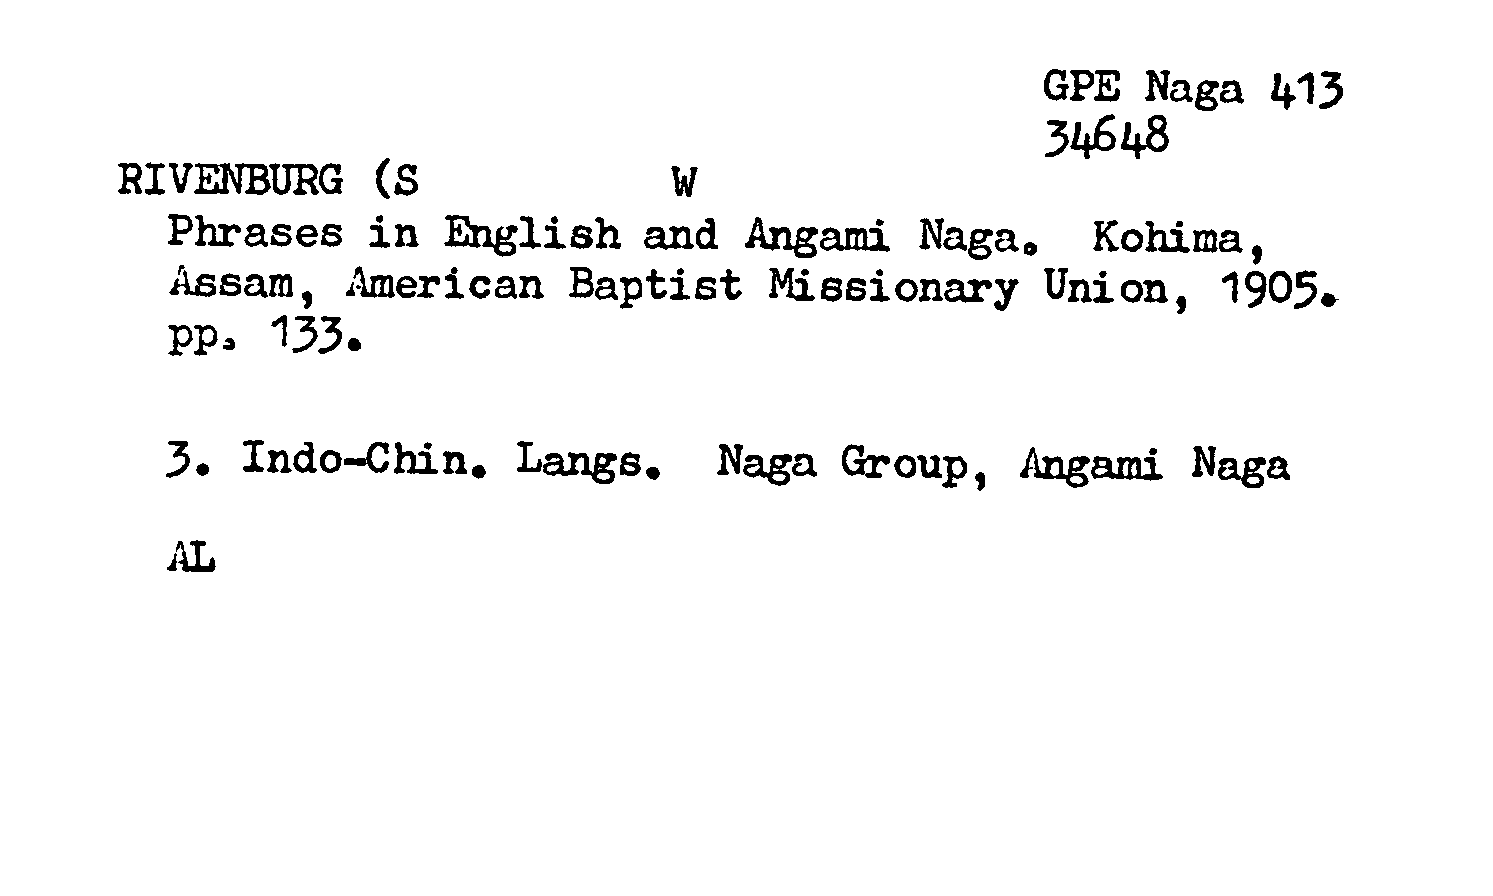 GPE Naga 413
34648
RIVENBURG (S W
Phrases in English and Angami Naga. Kohima,
Assam, American Baptist Missionary Union, 1905.
pp. 133.
3. Indo-Chin. Langs. Naga Group, Angami Naga
AL